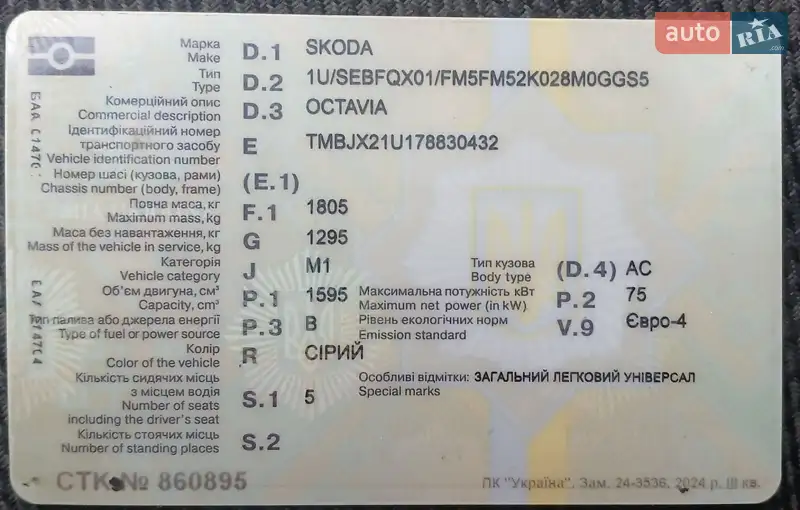 auto RIA .com
Марка D.1 SKODA
Make
Тип D.2 1U/SEBFQX01/FM5FM52K028M0GGS5
Type
Комерційний опис D.3 OCTAVIA
Commercial description
Ідентифікаційний номер
транспортного засобу E TMBJX21U178830432
Vehicle identification number
Номер шасі (кузова, рами) (E.1)
Chassis number (body, frame)
Повна маса, кг F.1 1805
Maximum mass, kg
Маса без навантаження, кг G 1295
Mass of the vehicle in service, kg
Категорія J M1 Тип кузова (D.4) AC
Vehicle category Body type
Об'єм двигуна, см³ P.1 1595 Максимальна потужність кВт P.2 75
Capacity, cm³ Maximum net power (in kW)
Тип палива або джерела енергії P.3 B Рівень екологічних норм V.9 Євро-4
Type of fuel or power source Emission standard
Колір R СІРИЙ
Color of the vehicle
Кількість сидячих місць Особливі відмітки: ЗАГАЛЬНИЙ ЛЕГКОВИЙ УНІВЕРСАЛ
з місцем водія S.1 5 Special marks
Number of seats
including the driver's seat
Кількість стоячих місць S.2
Number of standing places
СТК № 860895
ПК "Україна". Зам. 24-3536. 2024 р. III кв.